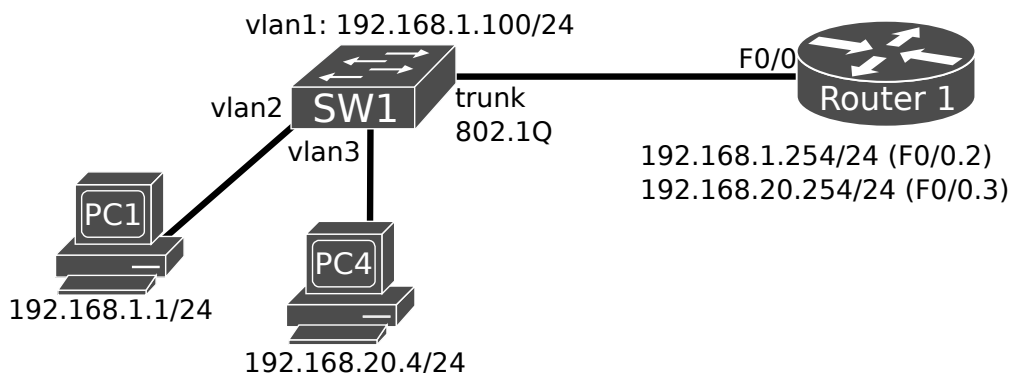 vlan1: 192.168.1.100/24
F0/0
SW1
Router 1
vlan2
trunk
802.1Q
vlan3
192.168.1.254/24 (F0/0.2)
192.168.20.254/24 (F0/0.3)
PC1
PC4
192.168.1.1/24
192.168.20.4/24